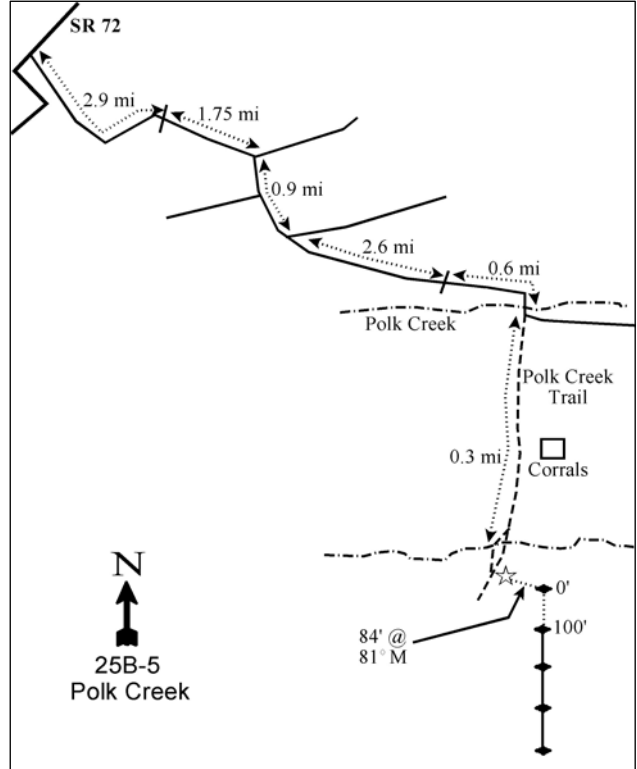 SR 72
2.9 mi
1.75 mi
0.9 mi
2.6 mi
0.6 mi
Polk Creek
Polk Creek
Trail
0.3 mi
Corrals
N
0'
84' @
81° M
100'
25B-5
Polk Creek